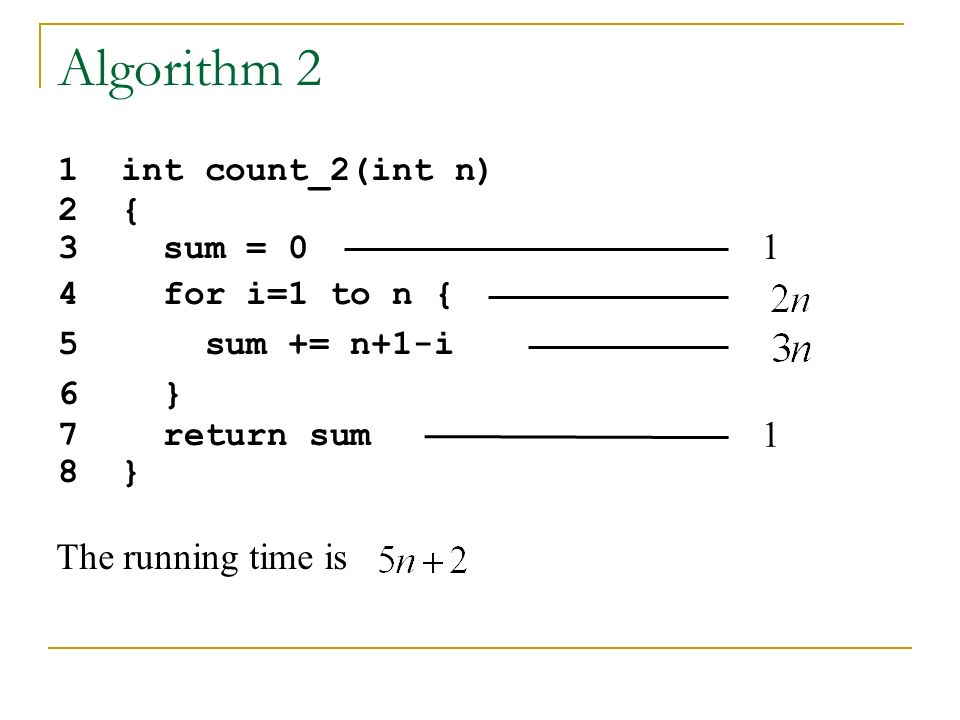 Algorithm 2
1 int count_2(int n)
2 {
3 sum = 0 1
4 for i=1 to n { 2n
5 sum += n+1-i 3n
6 }
7 return sum 1
8 }
The running time is 5n + 2